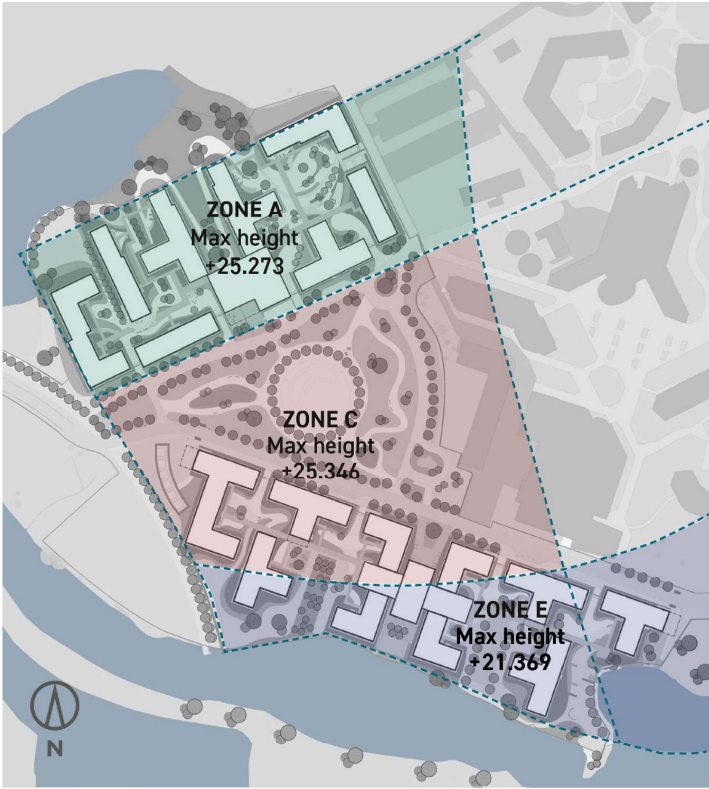 ZONE A
Max height
+25.273
ZONE C
Max height
+25.346
ZONE E
Max height
+21.369
N